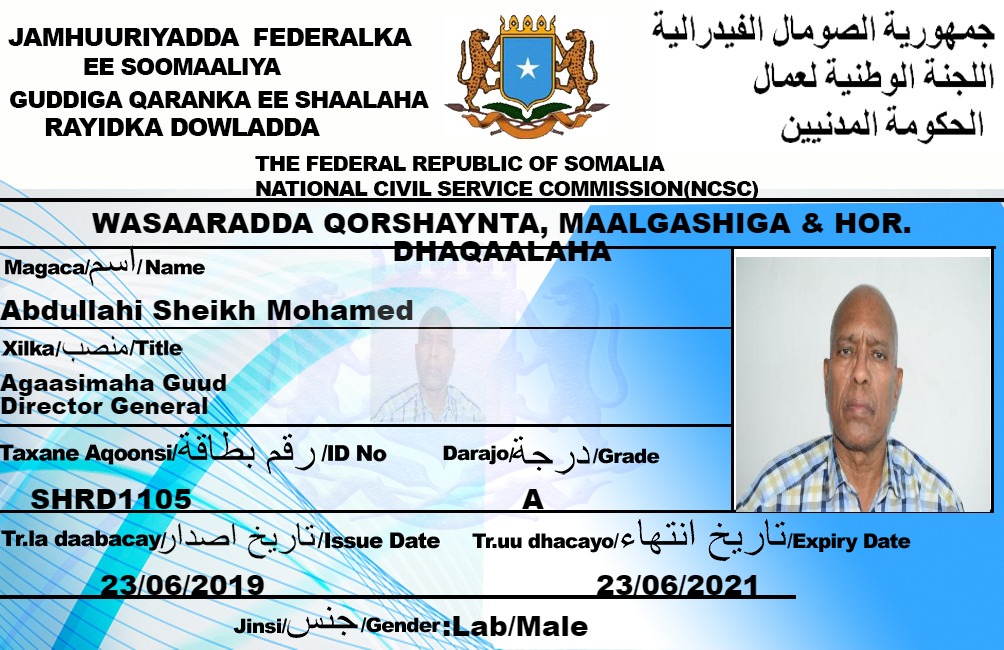 JAMHUURIYADDA FEDERALKA
EE SOOMAALIYA
GUDDIGA QARANKA EE SHAALAHA
RAYIDKA DOWLADDA
جمهورية الصومال الفيدرالية
اللجنة الوطنية لعمال
الحكومة المدنيين
THE FEDERAL REPUBLIC OF SOMALIA
NATIONAL CIVIL SERVICE COMMISSION(NCSC)
WASAARADDA QORSHAYNTA, MAALGASHIGA & HOR.
DHAQAALAHA
Magaca/اسم/Name
Abdullahi Sheikh Mohamed
Xilka/منصب/Title
Agaasimaha Guud
Director General
Taxane Aqoonsi/رقم بطاقة/ID No Darajo/درجة/Grade
SHRD1105 A
Tr.la daabacay/تاريخ اصدار/Issue Date Tr.uu dhacayo/تاريخ انتهاء/Expiry Date
23/06/2019 23/06/2021
Jinsi/جنس/Gender:Lab/Male